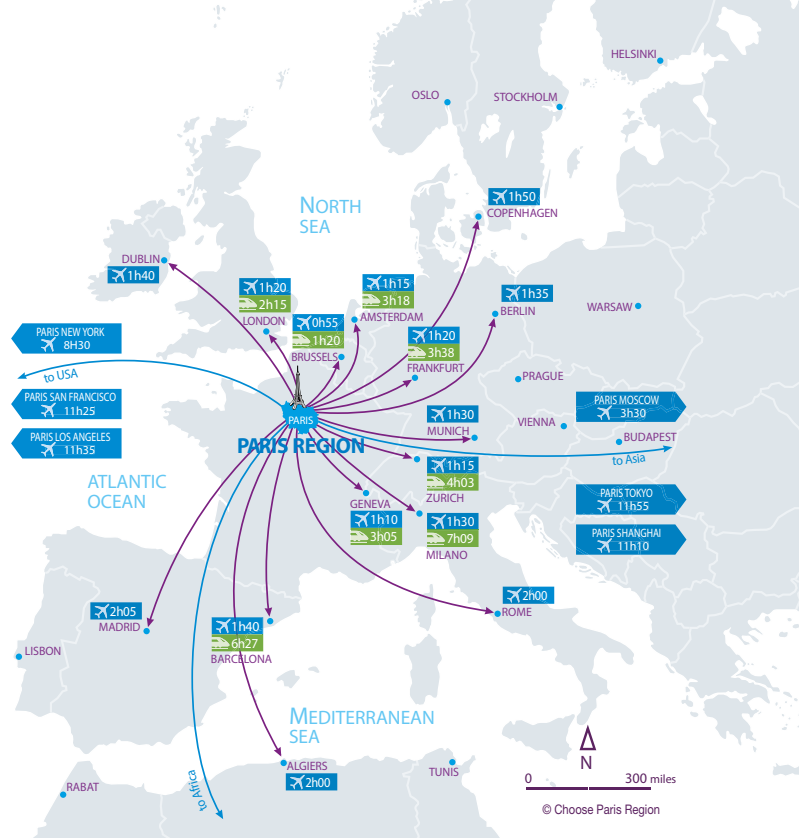 HELSINKI
OSLO
STOCKHOLM
1h50
COPENHAGEN
NORTH
SEA
DUBLIN
1h40
1h20
2h15
LONDON
1h15
3h18
AMSTERDAM
1h35
BERLIN
WARSAW
0h55
1h20
BRUSSELS
1h20
3h38
FRANKFURT
PARIS NEW YORK
8H30
to USA
PARIS SAN FRANCISCO
11h25
PARIS LOS ANGELES
11h35
PRAGUE
PARIS MOSCOW
3h30
PARIS
PARIS REGION
1h30
MUNICH
VIENNA
BUDAPEST
to Asia
ATLANTIC
OCEAN
1h15
4h03
ZURICH
GENEVA
1h10
3h05
1h30
7h09
MILANO
PARIS TOKYO
11h55
PARIS SHANGHAI
11h10
2h05
MADRID
2h00
ROME
LISBON
1h40
6h27
BARCELONA
MEDITERRANEAN
SEA
ALGIERS
2h00
TUNIS
RABAT
to Africa
N
0 300 miles
© Choose Paris Region